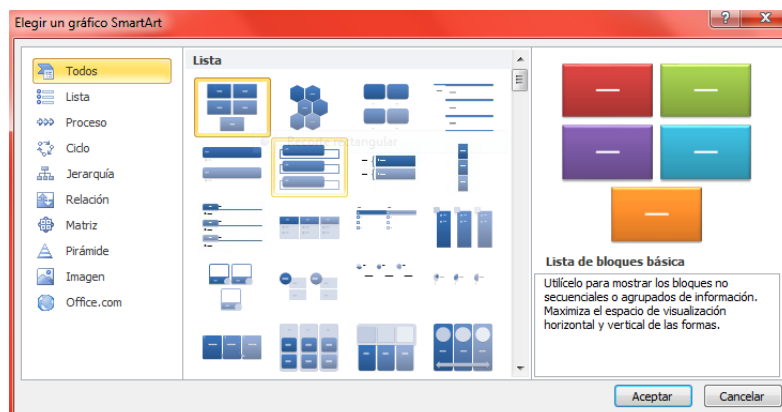 Elegir un gráfico SmartArt
Todos
Lista
Proceso
Ciclo
Jerarquía
Relación
Matriz
Pirámide
Imagen
Office.com
Lista
Recorte rectangular
Lista de bloques básica
Utilícelo para mostrar los bloques no
secuenciales o agrupados de información.
Maximiza el espacio de visualización
horizontal y vertical de las formas.
Aceptar
Cancelar